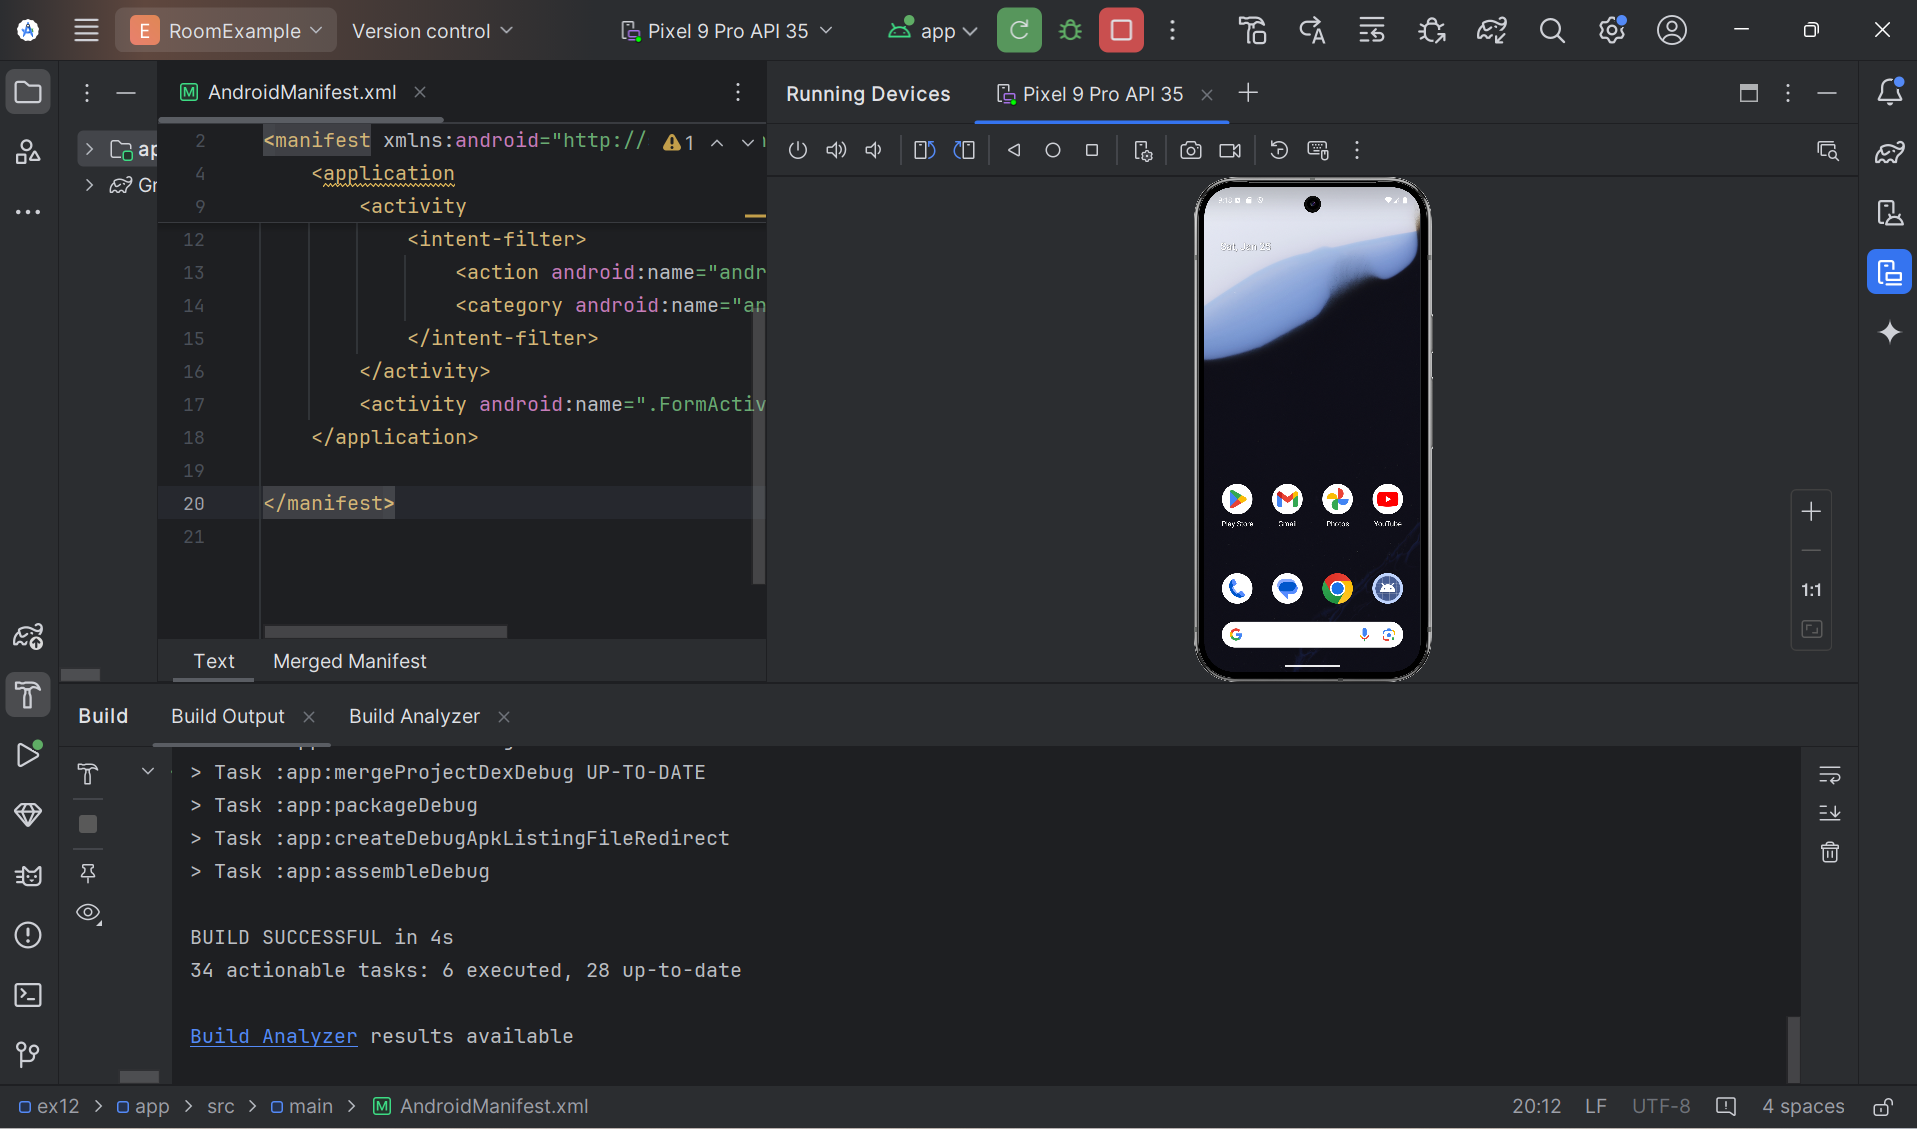 E RoomExample
Version control
Pixel 9 Pro API 35
app
AndroidManifest.xml
Running Devices
Pixel 9 Pro API 35
ap
Gr
2 <manifest xmlns:android="http://
1
4 <application
9 <activity
12 <intent-filter>
13 <action android:name="andr
14 <category android:name="an
15 </intent-filter>
16 </activity>
17 <activity android:name=".FormActiv
18 </application>
19
20 </manifest>
21
Text
Merged Manifest
Sat, Jan 25
Play Store
Gmail
Photos
YouTube
1:1
Build
Build Output
Build Analyzer
> Task :app:mergeProjectDexDebug UP-TO-DATE
> Task :app:packageDebug
> Task :app:createDebugApkListingFileRedirect
> Task :app:assembleDebug
BUILD SUCCESSFUL in 4s
34 actionable tasks: 6 executed, 28 up-to-date
Build Analyzer results available
ex12 > app > src > main > AndroidManifest.xml
20:12
LF
UTF-8
4 spaces